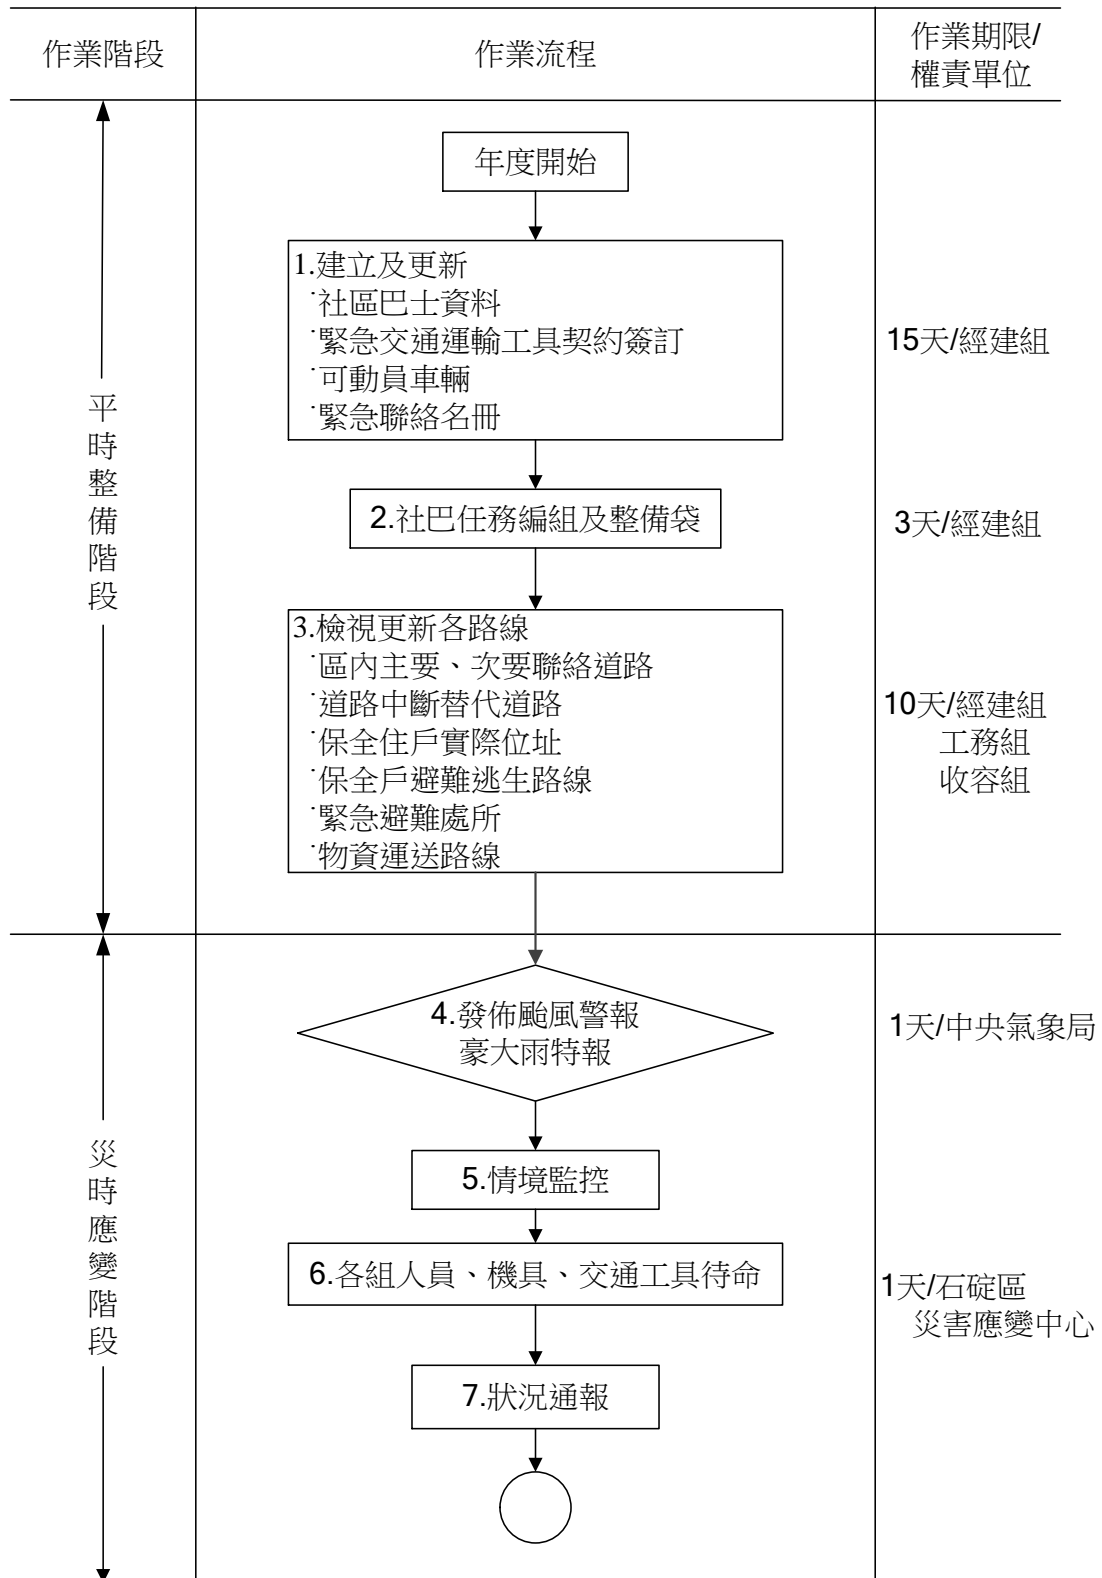 作業階段
作業流程
作業期限/
權責單位
年度開始
1.建立及更新
˙社區巴士資料
˙緊急交通運輸工具契約簽訂
˙可動員車輛
˙緊急聯絡名冊
15天/經建組
平時整備階段
2.社巴任務編組及整備袋
3天/經建組
3.檢視更新各路線
˙區內主要、次要聯絡道路
˙道路中斷替代道路
˙保全住戶實際位址
˙保全戶避難逃生路線
˙緊急避難處所
˙物資運送路線
10天/經建組
工務組
收容組
4.發佈颱風警報
豪大雨特報
1天/中央氣象局
災時應變階段
5.情境監控
6.各組人員、機具、交通工具待命
1天/石碇區
災害應變中心
7.狀況通報